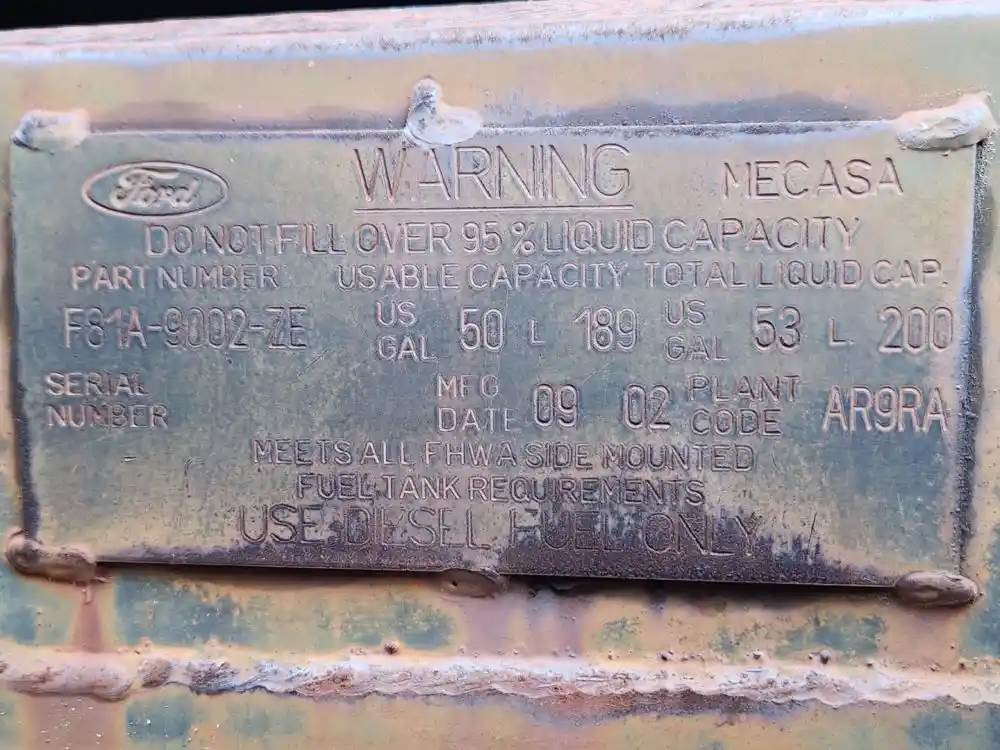 Ford WARNING MECASA
DO NOT FILL OVER 95 % LIQUID CAPACITY
PART NUMBER USABLE CAPACITY TOTAL LIQUID CAP.
F81A-9002-ZE US GAL 50 L 189 US GAL 53 L 200
SERIAL NUMBER MFG DATE 09 02 PLANT CODE AR9RA
MEETS ALL FHWA SIDE MOUNTED
FUEL TANK REQUIREMENTS
USE DIESEL FUEL ONLY